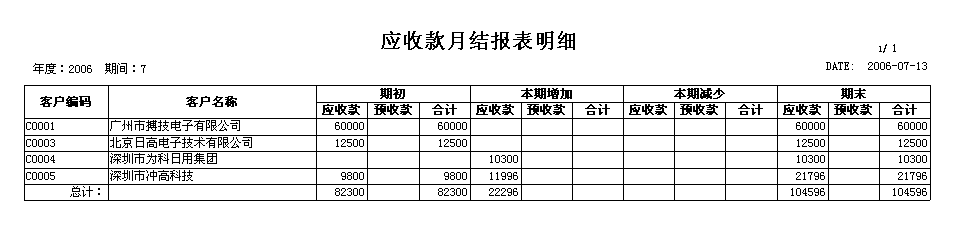 应收款月结报表明细
1/ 1
年度：2006 期间：7 DATE: 2006-07-13
客户编码 客户名称 期初 本期增加 本期减少 期末
应收款 预收款 合计 应收款 预收款 合计 应收款 预收款 合计 应收款 预收款 合计
C0001 广州市搏技电子有限公司 60000 60000 60000 60000
C0003 北京日高电子技术有限公司 12500 12500 12500 12500
C0004 深圳市为科日用集团 10300 10300 10300
C0005 深圳市冲高科技 9800 9800 11996 21796 21796
总计： 82300 82300 22296 104596 104596